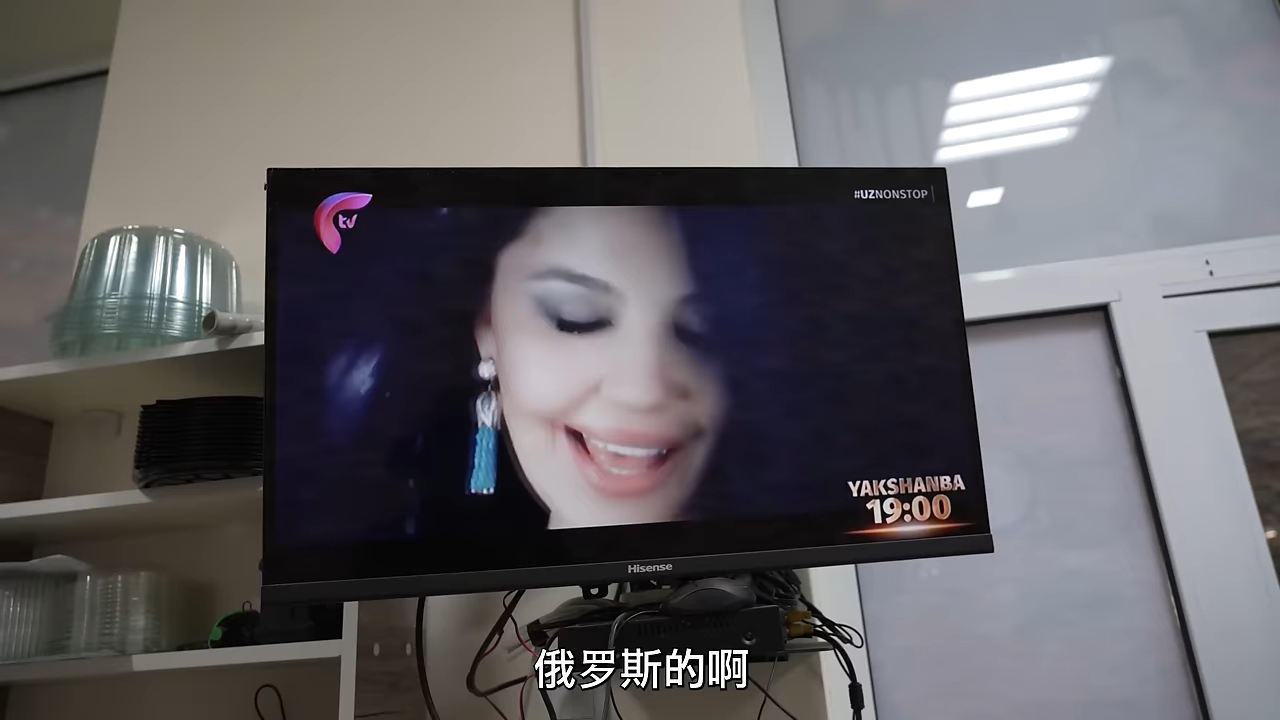 tv
#UZNONSTOP
YAKSHANBA
19:00
Hisense
俄罗斯的啊